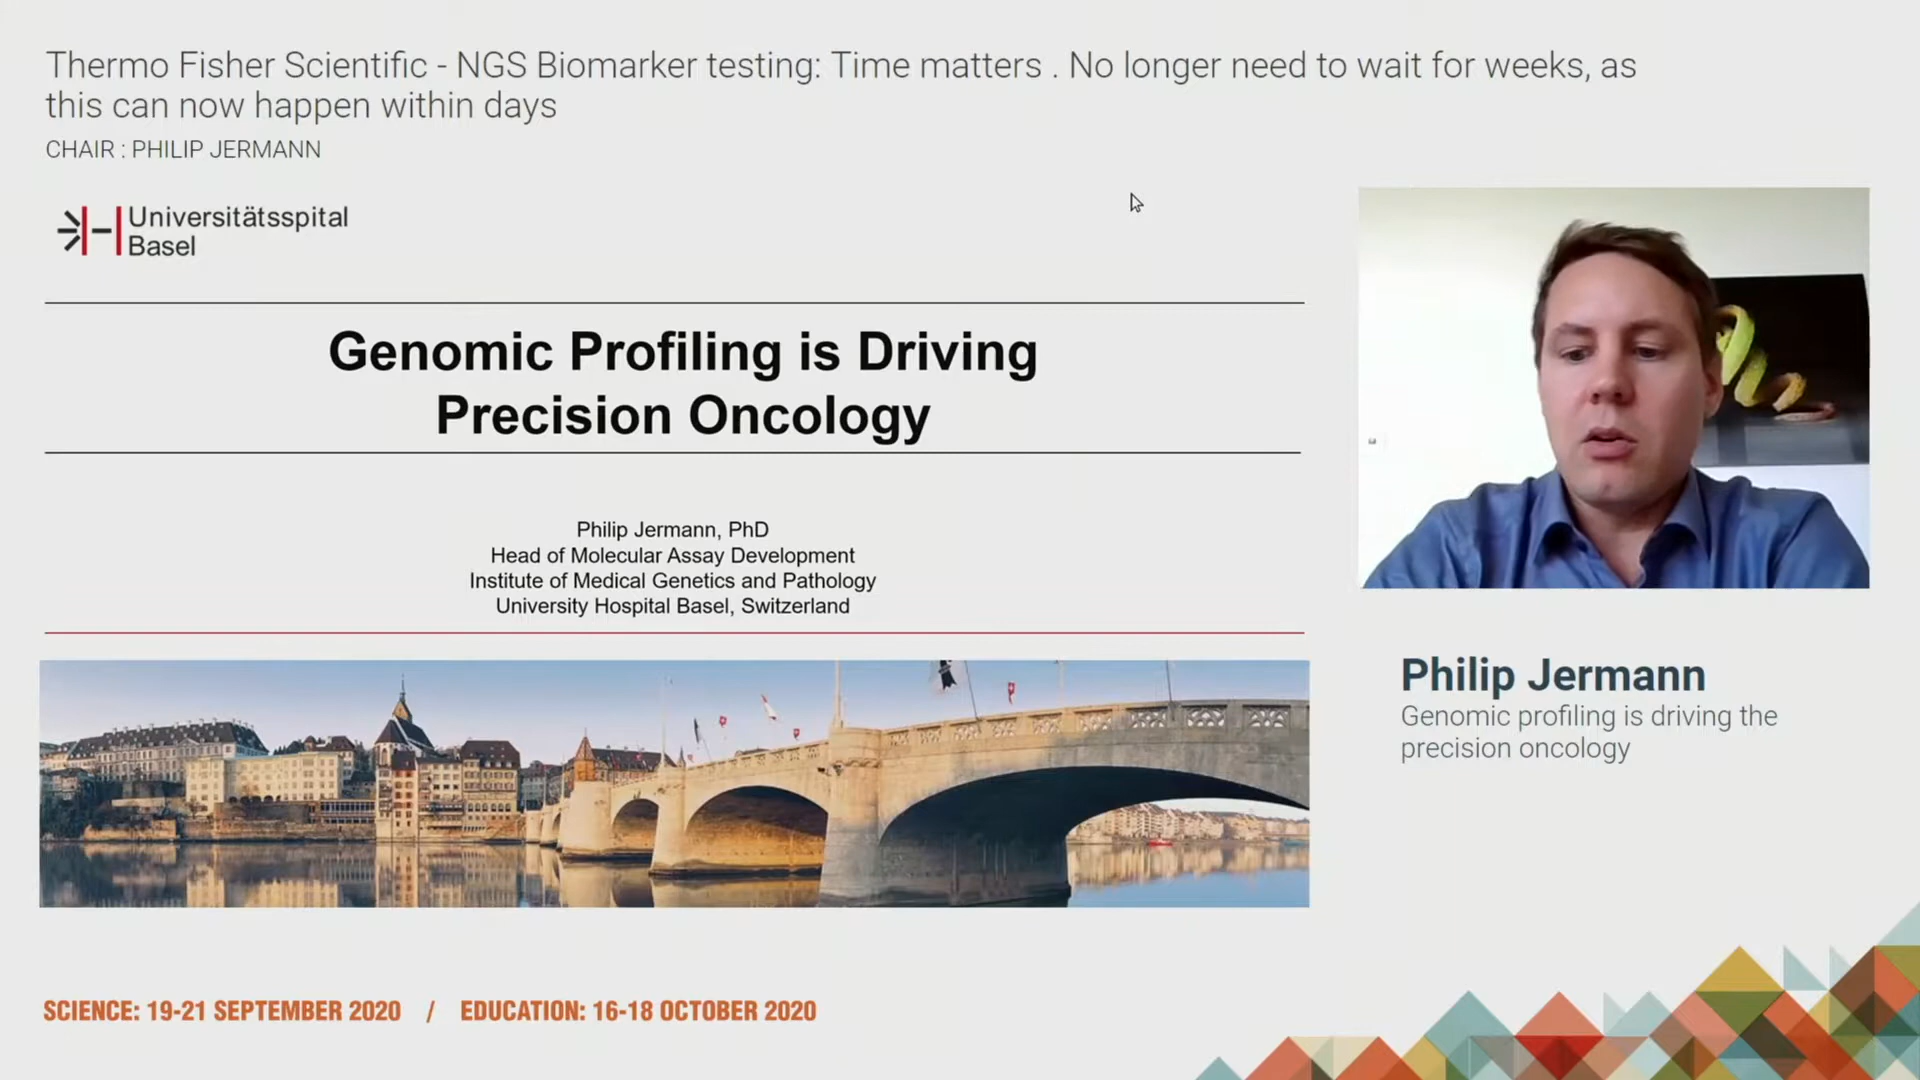 Thermo Fisher Scientific - NGS Biomarker testing: Time matters . No longer need to wait for weeks, as
this can now happen within days
CHAIR : PHILIP JERMANN
Universitätsspital
Basel
Genomic Profiling is Driving
Precision Oncology
Philip Jermann, PhD
Head of Molecular Assay Development
Institute of Medical Genetics and Pathology
University Hospital Basel, Switzerland
Philip Jermann
Genomic profiling is driving the
precision oncology
SCIENCE: 19-21 SEPTEMBER 2020 / EDUCATION: 16-18 OCTOBER 2020